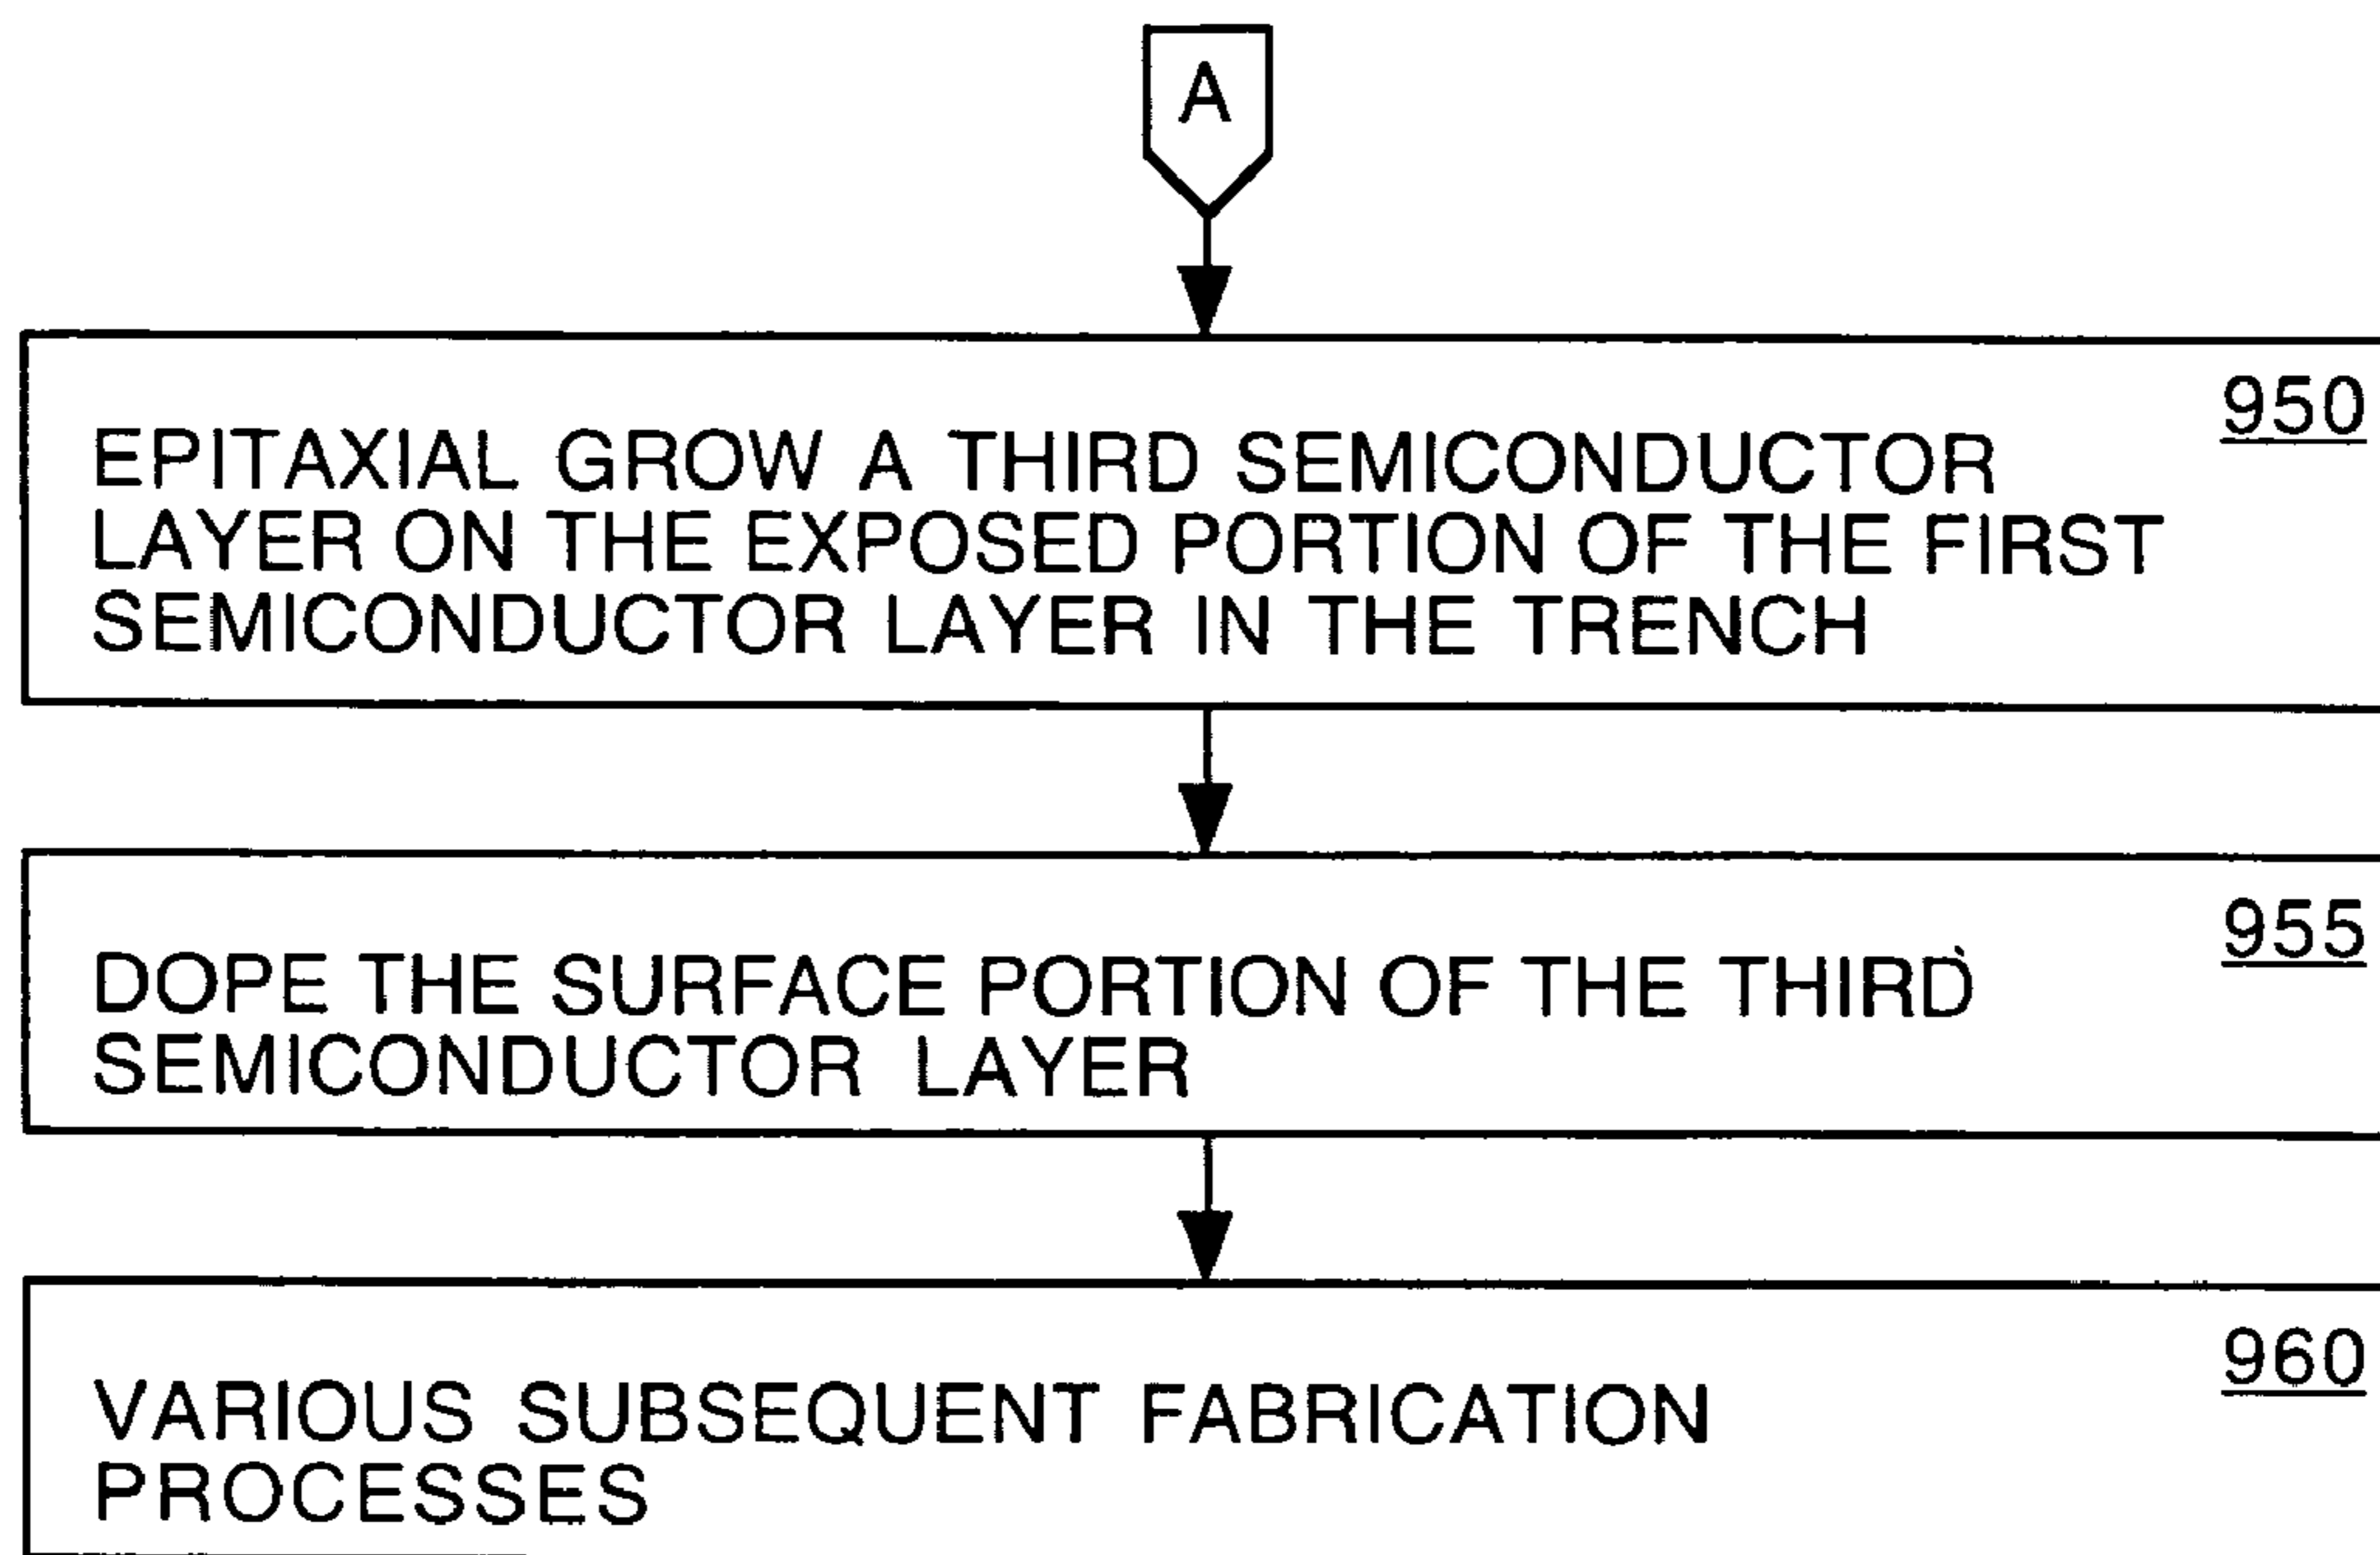 A
950
EPITAXIAL GROW A THIRD SEMICONDUCTOR
LAYER ON THE EXPOSED PORTION OF THE FIRST
SEMICONDUCTOR LAYER IN THE TRENCH
955
DOPE THE SURFACE PORTION OF THE THIRD
SEMICONDUCTOR LAYER
960
VARIOUS SUBSEQUENT FABRICATION
PROCESSES